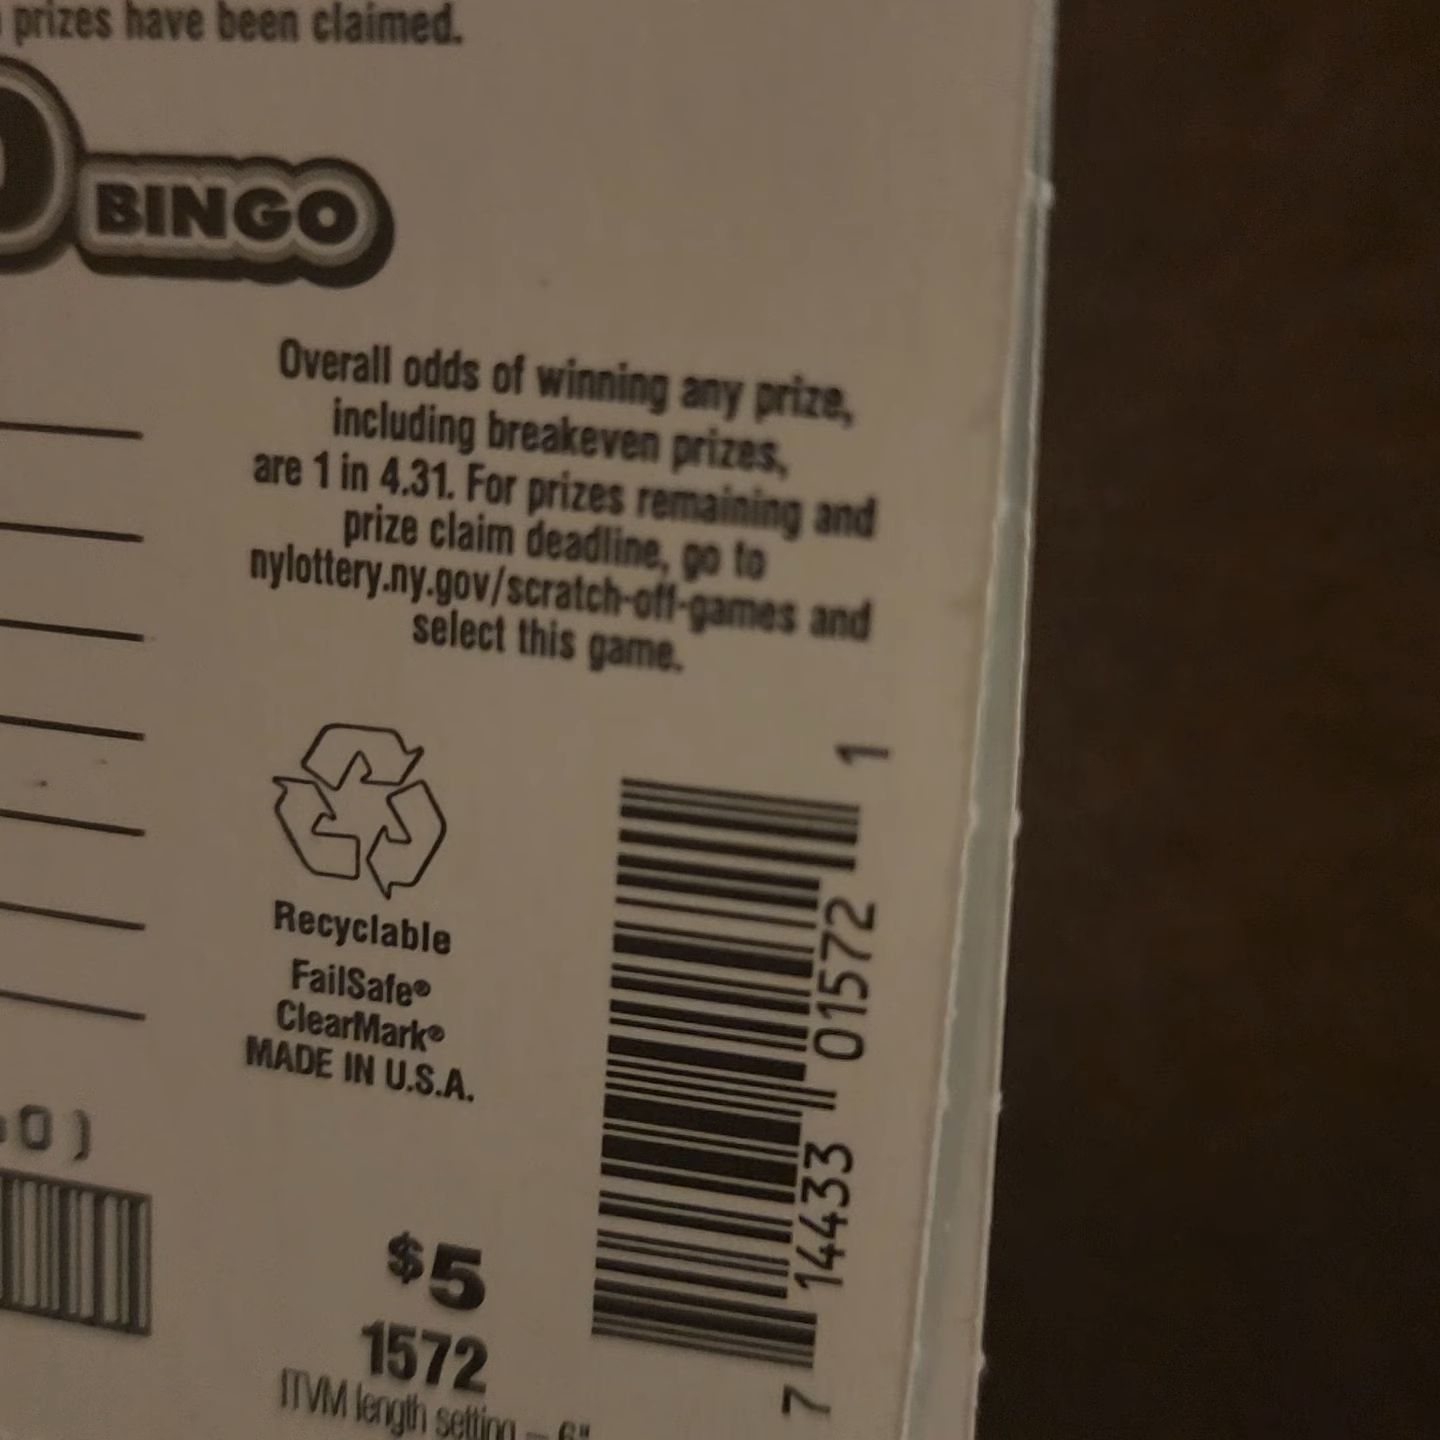 prizes have been claimed.
BINGO
Overall odds of winning any prize,
including breakeven prizes,
are 1 in 4.31. For prizes remaining and
prize claim deadline, go to
nylottery.ny.gov/scratch-off-games and
select this game.
Recyclable
FailSafe®
ClearMark®
MADE IN U.S.A.
0 )
$5
1572
ITVM length setting – 6"
7 14433 01572 1